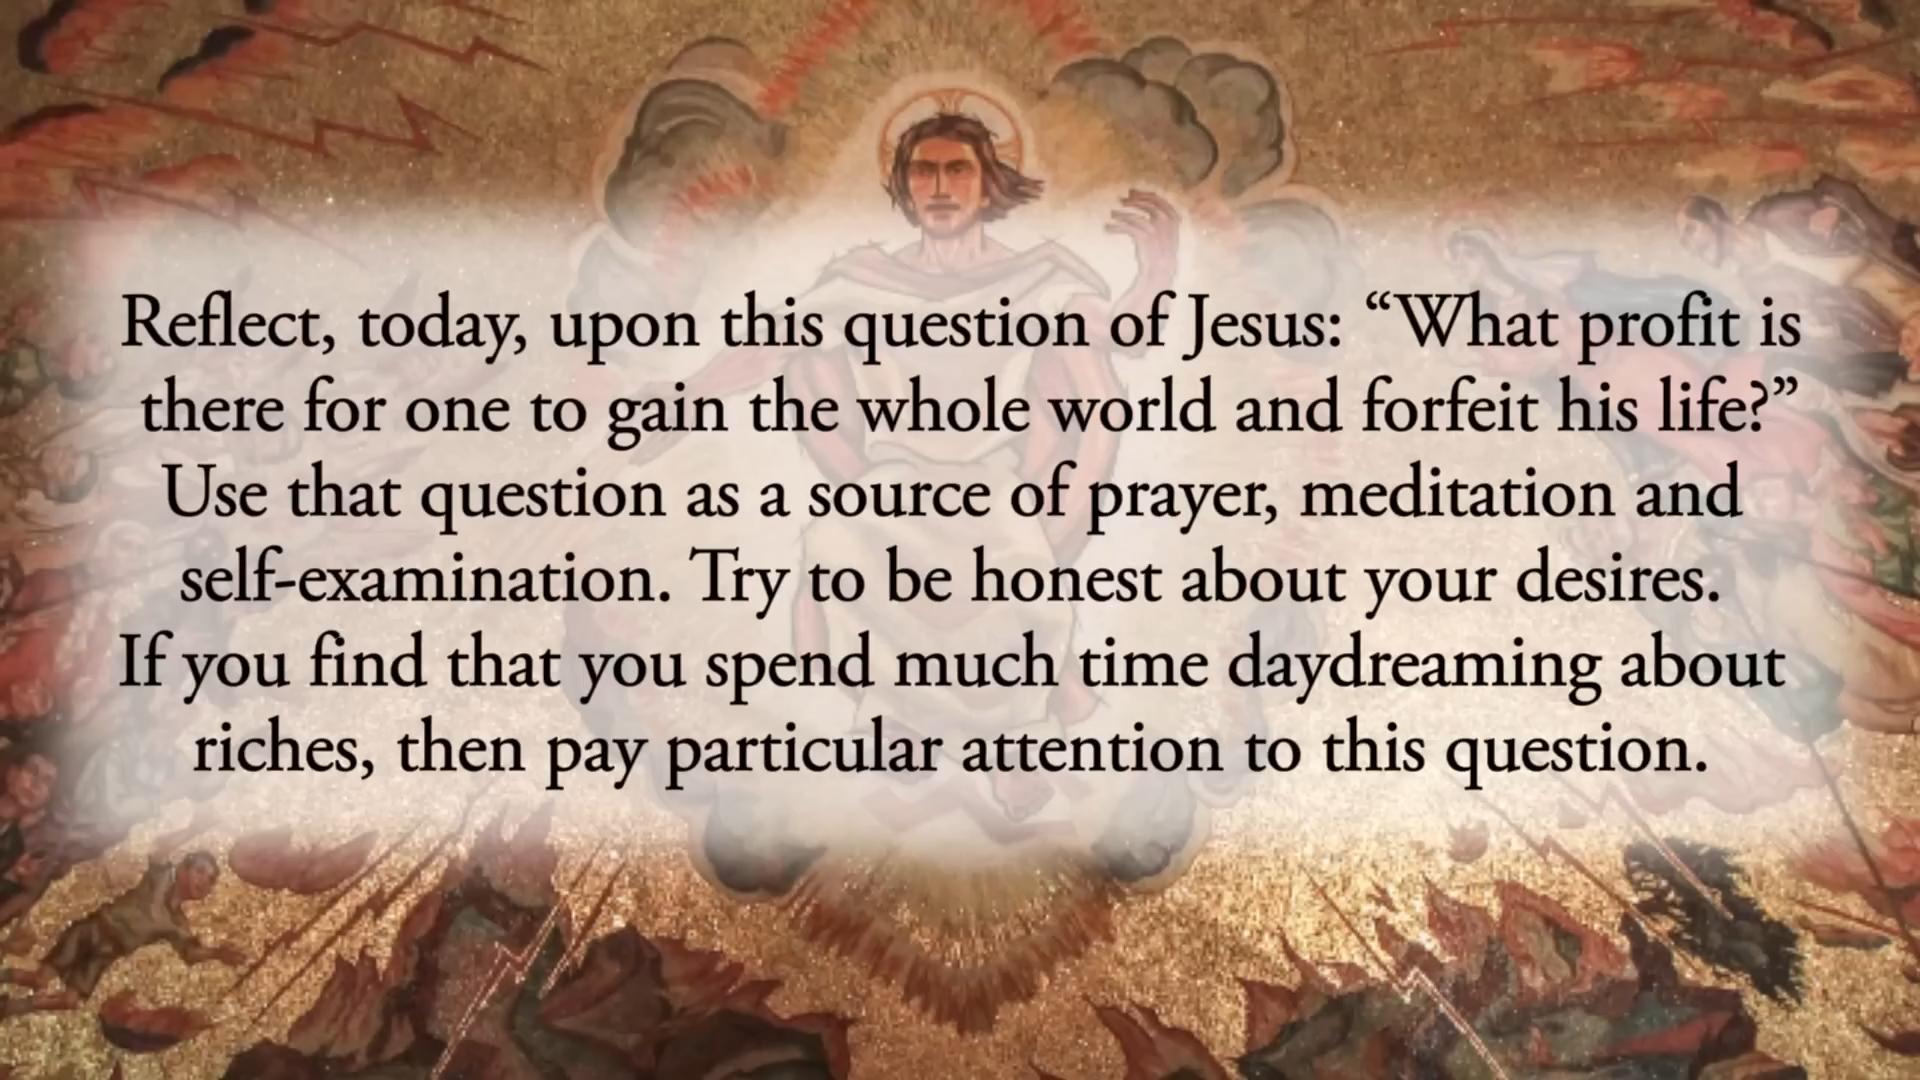 Reflect, today, upon this question of Jesus: “What profit is
there for one to gain the whole world and forfeit his life?”
Use that question as a source of prayer, meditation and
self-examination. Try to be honest about your desires.
If you find that you spend much time daydreaming about
riches, then pay particular attention to this question.